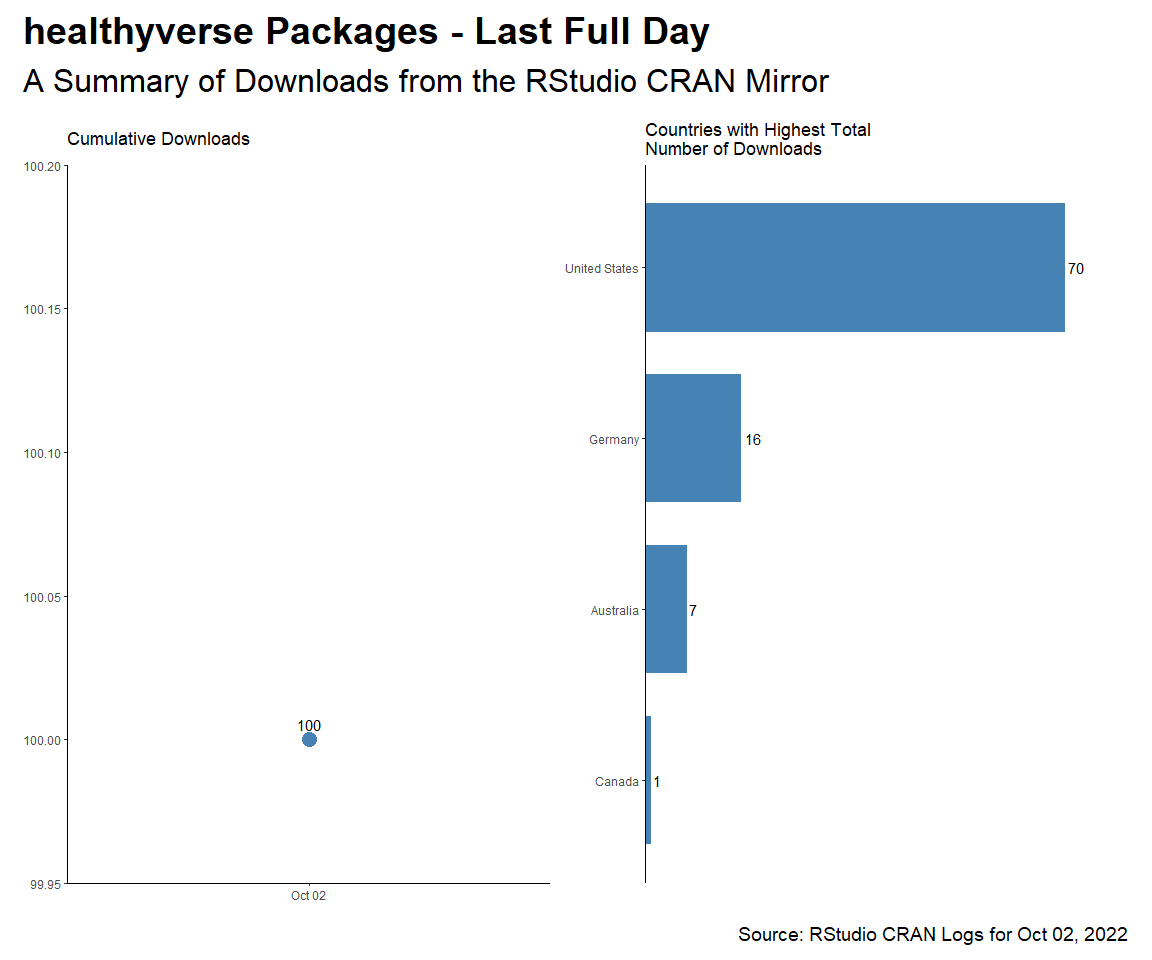 healthyverse Packages - Last Full Day
A Summary of Downloads from the RStudio CRAN Mirror
Cumulative Downloads
100.20
100.15
100.10
100.05
100.00
99.95
100
Oct 02
Countries with Highest Total
Number of Downloads
United States
70
Germany
16
Australia
7
Canada
1
Source: RStudio CRAN Logs for Oct 02, 2022